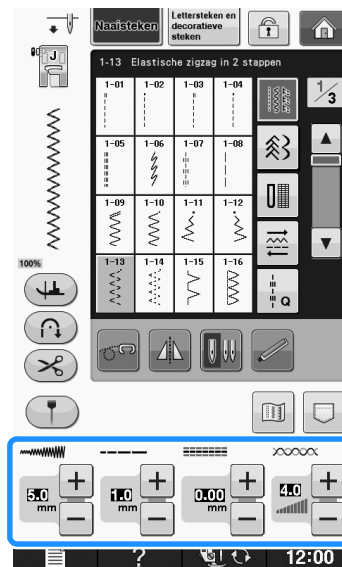 Naaisteken
Lettersteken en
decoratieve
steken
J
1-13 Elastische zigzag in 2 stappen
1-01 1-02 1-03 1-04
1/3
1-05 1-06 1-07 1-08
1-09 1-10 1-11 1-12
100%
1-13 1-14 1-15 1-16
Q
5.0 mm 1.0 mm 0.00 mm 4.0
? 12:00